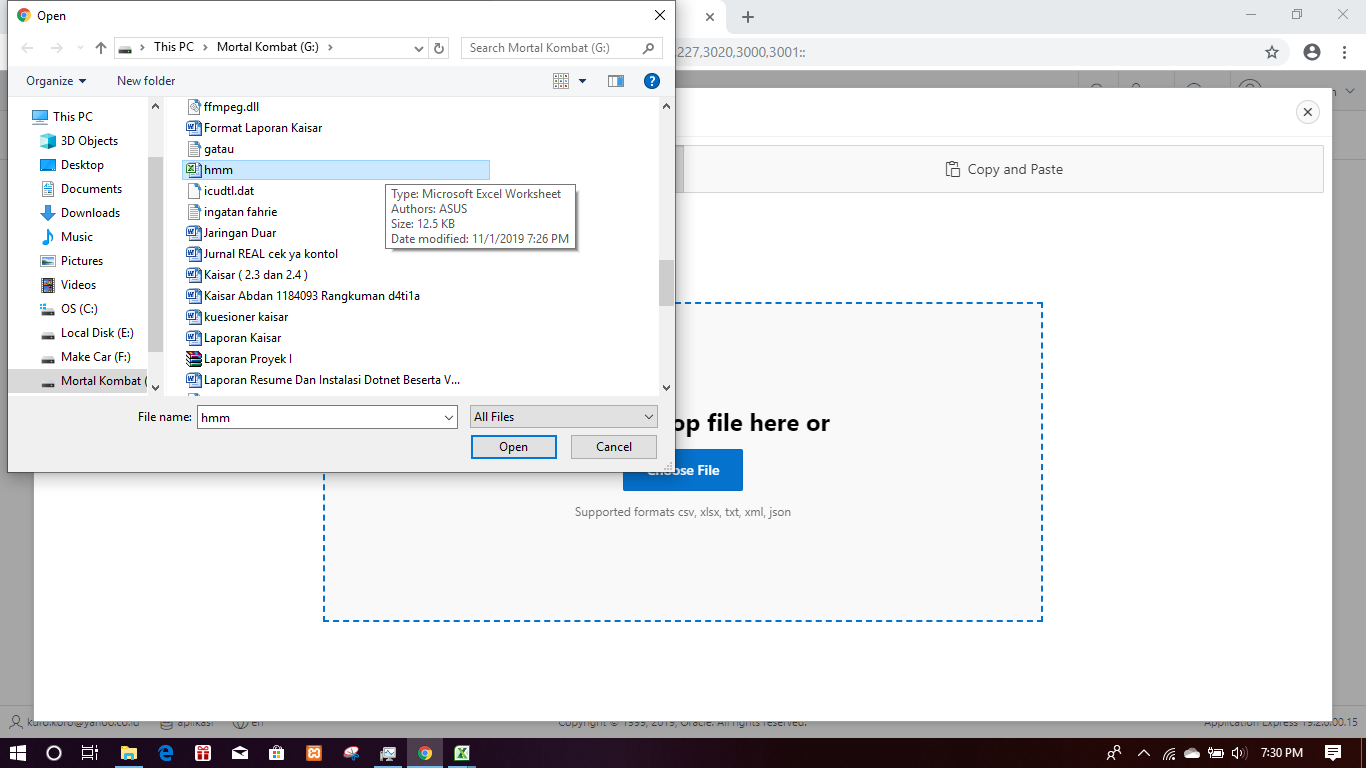 Open
227,3020,3000,3001::
This PC
Mortal Kombat (G:)
Search Mortal Kombat (G:)
Organize
New folder
This PC
3D Objects
Desktop
Documents
Downloads
Music
Pictures
Videos
OS (C:)
Local Disk (E:)
Make Car (F:)
Mortal Kombat (
ffmpeg.dll
Format Laporan Kaisar
gatau
hmm
icudtl.dat
ingatan fahrie
Jaringan Duar
Jurnal REAL cek ya kontol
Kaisar ( 2.3 dan 2.4 )
Kaisar Abdan 1184093 Rangkuman d4ti1a
kuesioner kaisar
Laporan Kaisar
Laporan Proyek I
Laporan Resume Dan Instalasi Dotnet Beserta V...
Type: Microsoft Excel Worksheet
Authors: ASUS
Size: 12.5 KB
Date modified: 11/1/2019 7:26 PM
File name:
hmm
All Files
Open
Cancel
Copy and Paste
op file here or
Choose File
Supported formats csv, xlsx, txt, xml, json
kuro.koro@yahoo.co.id
aplikasi
en
Copyright © 1999, 2019, Oracle. All rights reserved.
Application Express 19.2.0.00.15
7:30 PM